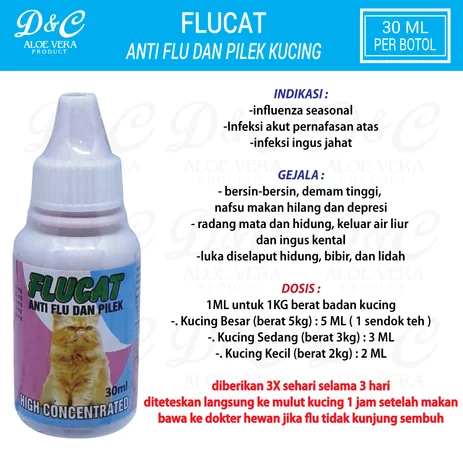 D&C
ALOE VERA
PRODUCT
FLUCAT
ANTI FLU DAN PILEK KUCING
30 ML
PER BOTOL
INDIKASI :
-influenza seasonal
-Infeksi akut pernafasan atas
-infeksi ingus jahat
GEJALA :
- bersin-bersin, demam tinggi,
nafsu makan hilang dan depresi
- radang mata dan hidung, keluar air liur
dan ingus kental
-luka diselaput hidung, bibir, dan lidah
DOSIS :
1ML untuk 1KG berat badan kucing
-. Kucing Besar (berat 5kg) : 5 ML ( 1 sendok teh )
-. Kucing Sedang (berat 3kg) : 3 ML
-. Kucing Kecil (berat 2kg) : 2 ML
diberikan 3X sehari selama 3 hari
diteteskan langsung ke mulut kucing 1 jam setelah makan
bawa ke dokter hewan jika flu tidak kunjung sembuh
FLUCAT
ANTI FLU DAN PILEK
30ml
HIGH CONCENTRATED